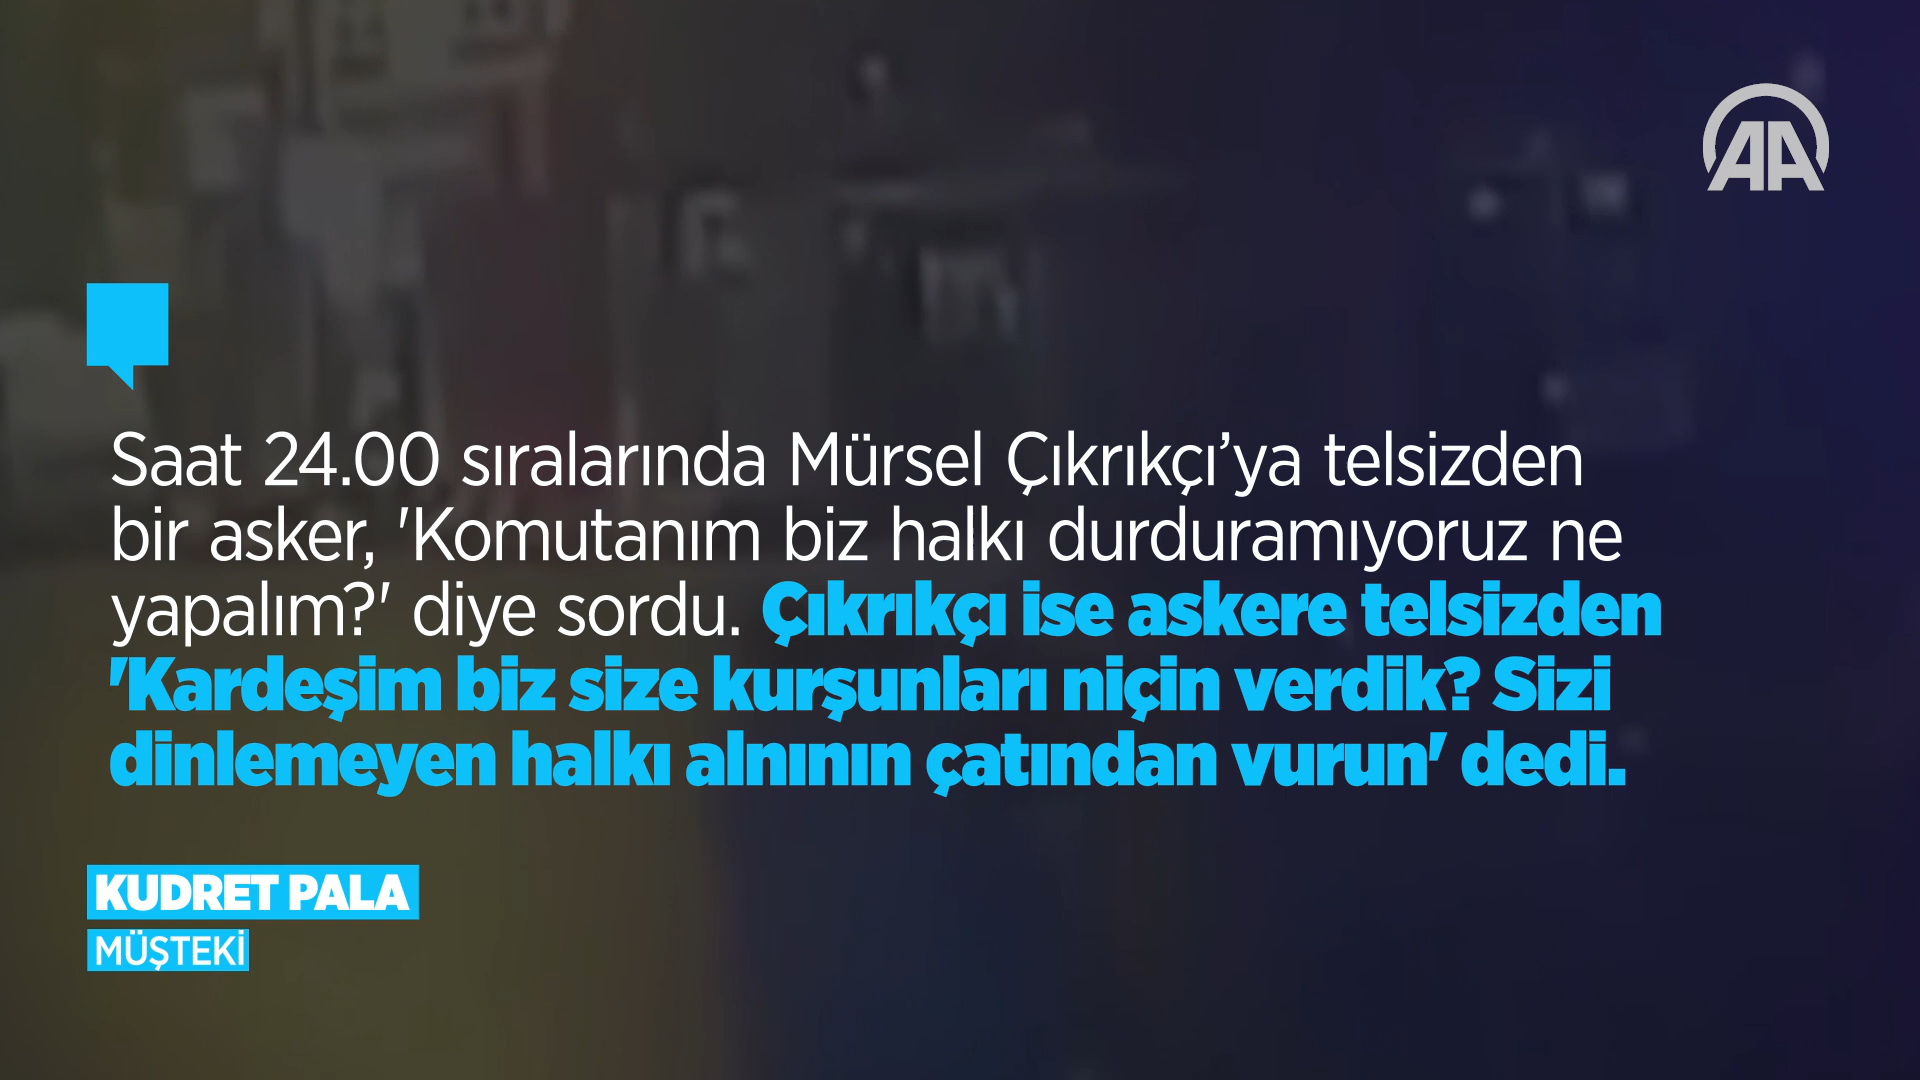 AA
Saat 24.00 sıralarında Mürsel Çıkrıkçı’ya telsizden
bir asker, 'Komutanım biz halkı durduramıyoruz ne
yapalım?' diye sordu. Çıkrıkçı ise askere telsizden
'Kardeşim biz size kurşunları niçin verdik? Sizi
dinlemeyen halkı alnının çatından vurun' dedi.
KUDRET PALA
MÜŞTEKİ